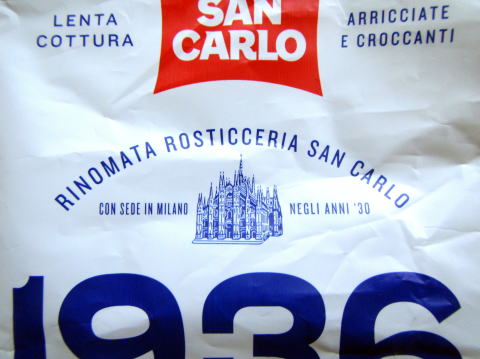 LENTA
COTTURA
SAN
CARLO
ARRICCIATE
E CROCCANTI
RINOMATA ROSTICCERIA SAN CARLO
CON SEDE IN MILANO
NEGLI ANNI '30
1936